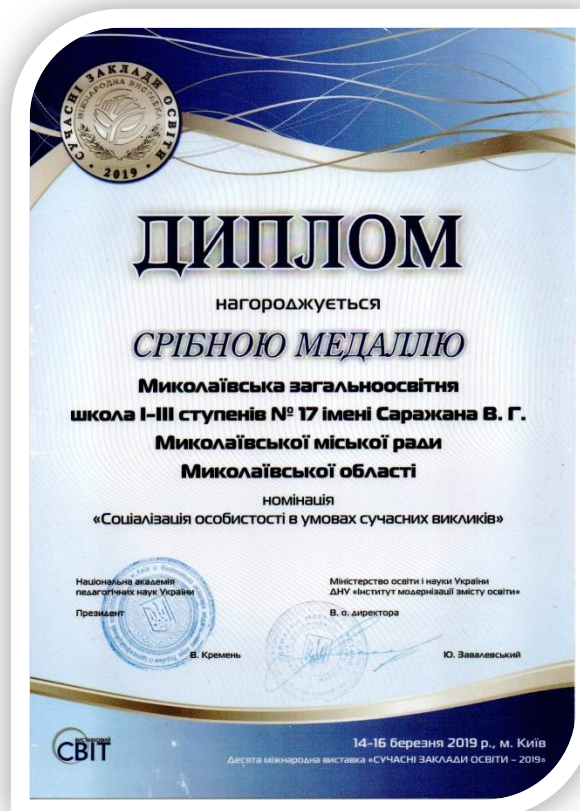 СУЧАСНІ ЗАКЛАДИ ОСВІТИ
МІЖНАРОДНА ВИСТАВКА
• 2019 •
ДИПЛОМ
нагороджується
СРІБНОЮ МЕДАЛЛЮ
Миколаївська загальноосвітня
школа І-ІІІ ступенів № 17 імені Саражана В. Г.
Миколаївської міської ради
Миколаївської області
номінація
«Соціалізація особистості в умовах сучасних викликів»
Національна академія
педагогічних наук України
Президент
В. Кремень
Міністерство освіти і науки України
ДНУ «Інститут модернізації змісту освіти»
В. о. директора
Ю. Завалевський
ВИСТАВКОВИЙ
СВІТ
14-16 березня 2019 р., м. Київ
Десята міжнародна виставка «СУЧАСНІ ЗАКЛАДИ ОСВІТИ – 2019»